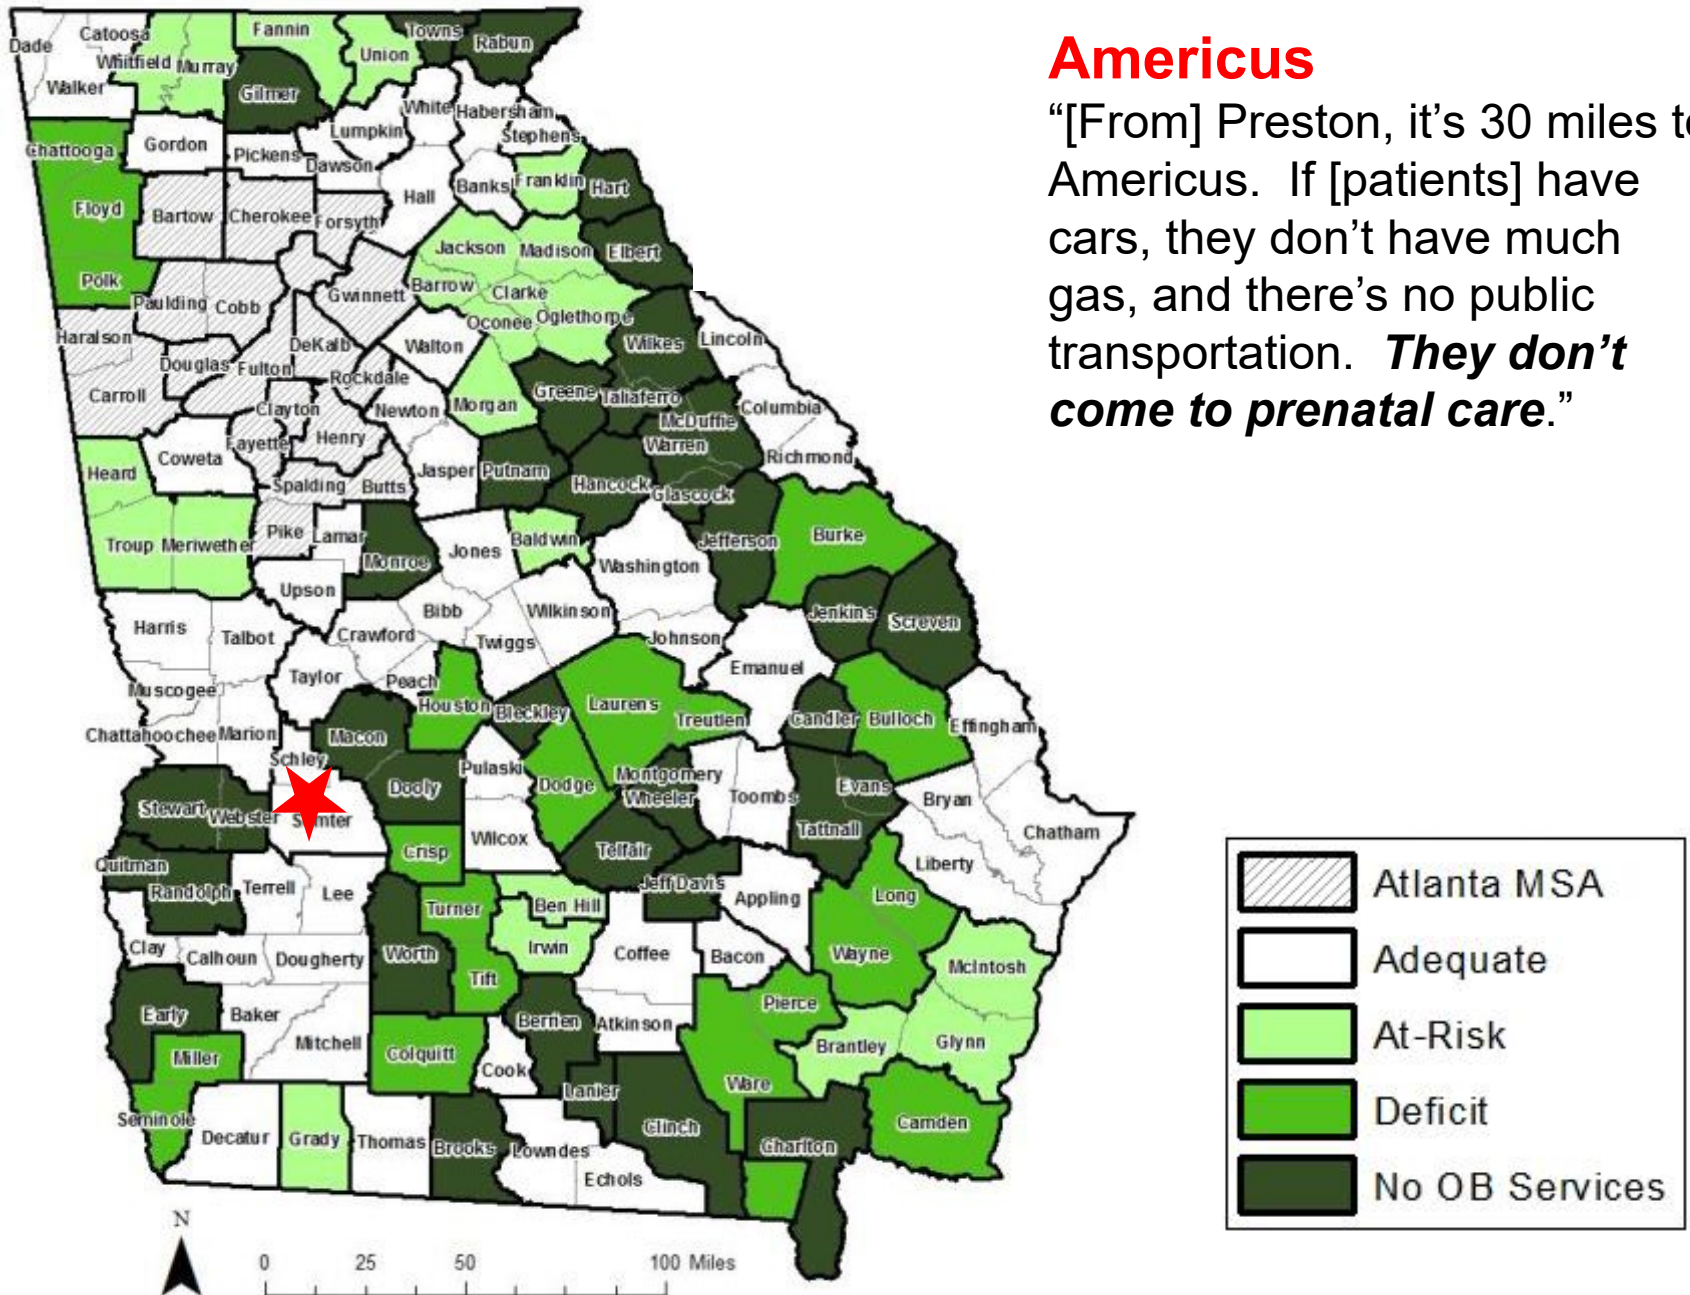 Americus
“[From] Preston, it’s 30 miles to
Americus. If [patients] have
cars, they don’t have much
gas, and there’s no public
transportation. They don’t
come to prenatal care.”
Dade
Catoosa
Whitfield
Murray
Fannin
Union
Towns
Rabun
Walker
Gilmer
White
Habersham
Lumpkin
Stephens
Chattooga
Gordon
Pickens
Dawson
Hall
Banks
Franklin
Hart
Floyd
Bartow
Cherokee
Forsyth
Jackson
Madison
Elbert
Polk
Paulding
Cobb
Gwinnett
Barrow
Clarke
Oconee
Oglethorpe
Haralson
Douglas
Fulton
DeKalb
Walton
Wilkes
Lincoln
Carroll
Rockdale
Clayton
Newton
Morgan
Greene
Taliaferro
McDuffie
Columbia
Heard
Coweta
Fayette
Henry
Warren
Richmond
Spalding
Butts
Jasper
Putnam
Hancock
Glascock
Troup
Meriwether
Pike
Lamar
Monroe
Jones
Baldwin
Washington
Jefferson
Burke
Upson
Bibb
Wilkinson
Jenkins
Screven
Harris
Talbot
Crawford
Twiggs
Johnson
Emanuel
Taylor
Peach
Muscogee
Houston
Bleckley
Laurens
Treutlen
Candler
Bulloch
Effingham
Chattahoochee
Marion
Macon
Schley
Dooly
Pulaski
Dodge
Montgomery
Wheeler
Toombs
Evans
Bryan
Stewart
Webster
Sumter
Crisp
Wilcox
Telfair
Tattnall
Chatham
Liberty
Quitman
Randolph
Terrell
Lee
Turner
Ben Hill
Jeff Davis
Appling
Long
Clay
Calhoun
Dougherty
Worth
Irwin
Coffee
Bacon
Wayne
McIntosh
Tift
Early
Baker
Berrien
Atkinson
Pierce
Miller
Mitchell
Colquitt
Cook
Brantley
Glynn
Lanier
Ware
Seminole
Decatur
Grady
Thomas
Brooks
Lowndes
Clinch
Charlton
Camden
Echols
N
0 25 50 100 Miles
Atlanta MSA
Adequate
At-Risk
Deficit
No OB Services